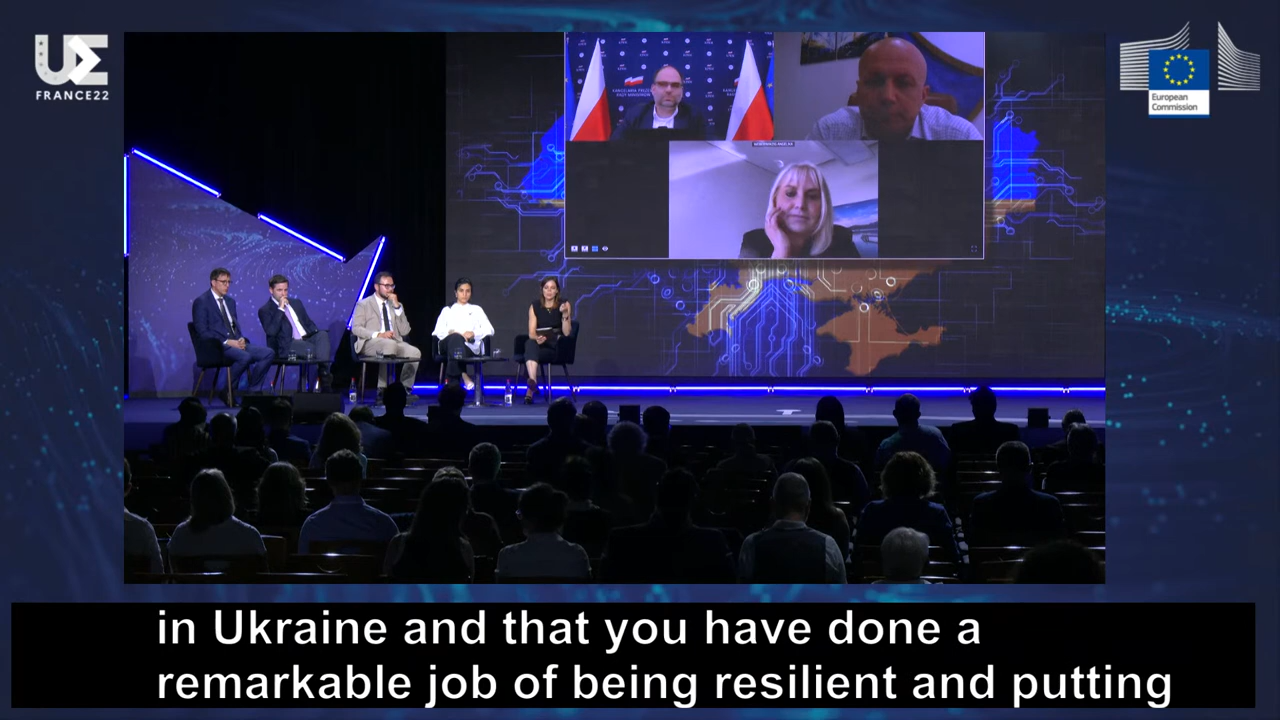 UE
FRANCE22
European
Commission
in Ukraine and that you have done a
remarkable job of being resilient and putting